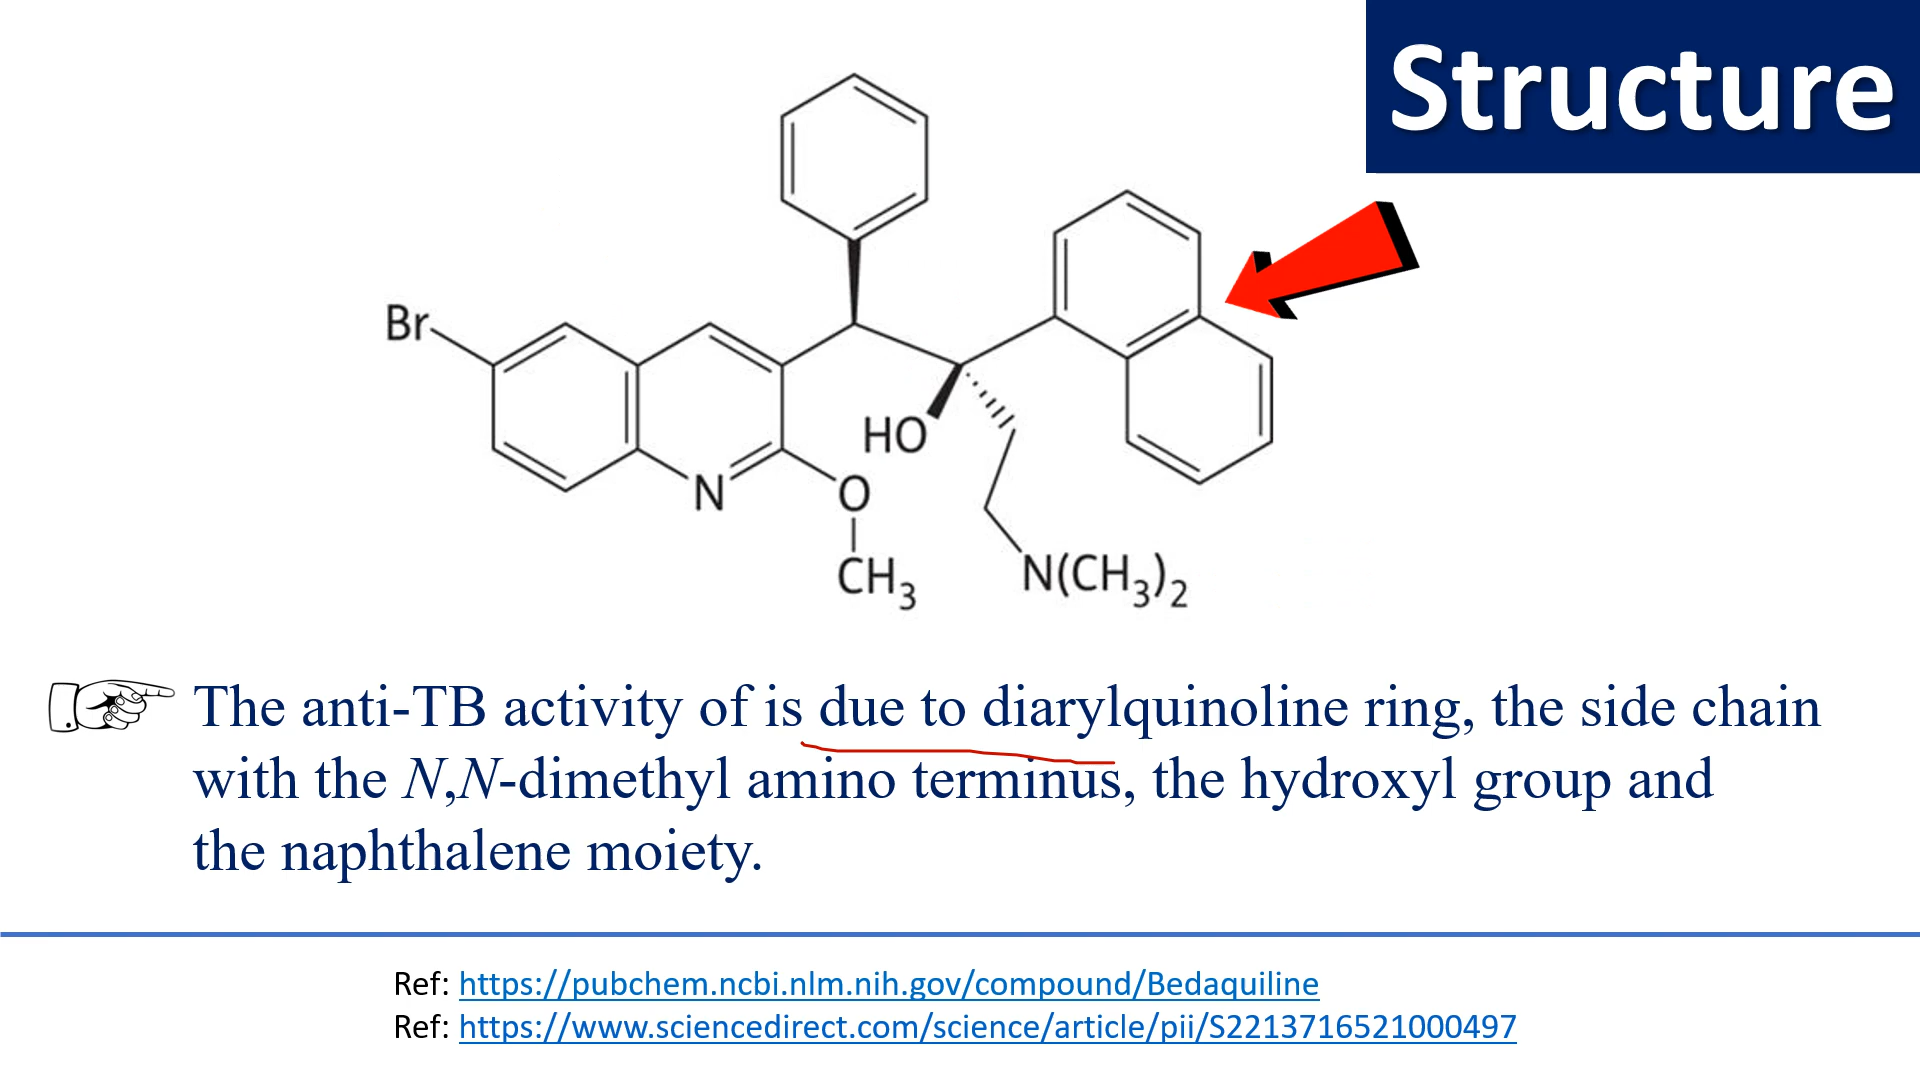 Structure
Br
HO
N
O
CH3
N(CH3)2
The anti-TB activity of is due to diarylquinoline ring, the side chain
with the N,N-dimethyl amino terminus, the hydroxyl group and
the naphthalene moiety.
Ref: https://pubchem.ncbi.nlm.nih.gov/compound/Bedaquiline
Ref: https://www.sciencedirect.com/science/article/pii/S2213716521000497